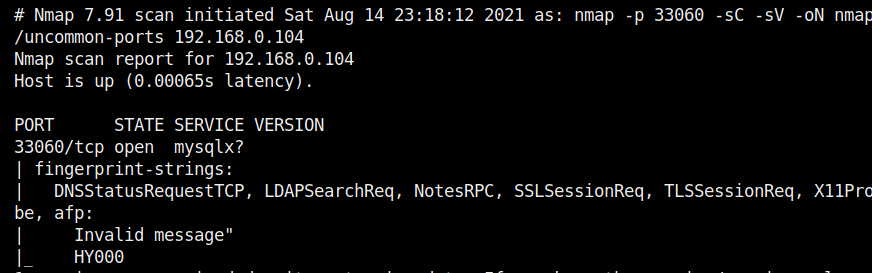 # Nmap 7.91 scan initiated Sat Aug 14 23:18:12 2021 as: nmap -p 33060 -sC -sV -oN nmap
/uncommon-ports 192.168.0.104
Nmap scan report for 192.168.0.104
Host is up (0.00065s latency).
PORT      STATE SERVICE VERSION
33060/tcp open  mysqlx?
| fingerprint-strings:
|   DNSStatusRequestTCP, LDAPSearchReq, NotesRPC, SSLSessionReq, TLSSessionReq, X11Pro
be, afp:
|     Invalid message"
|_    HY000